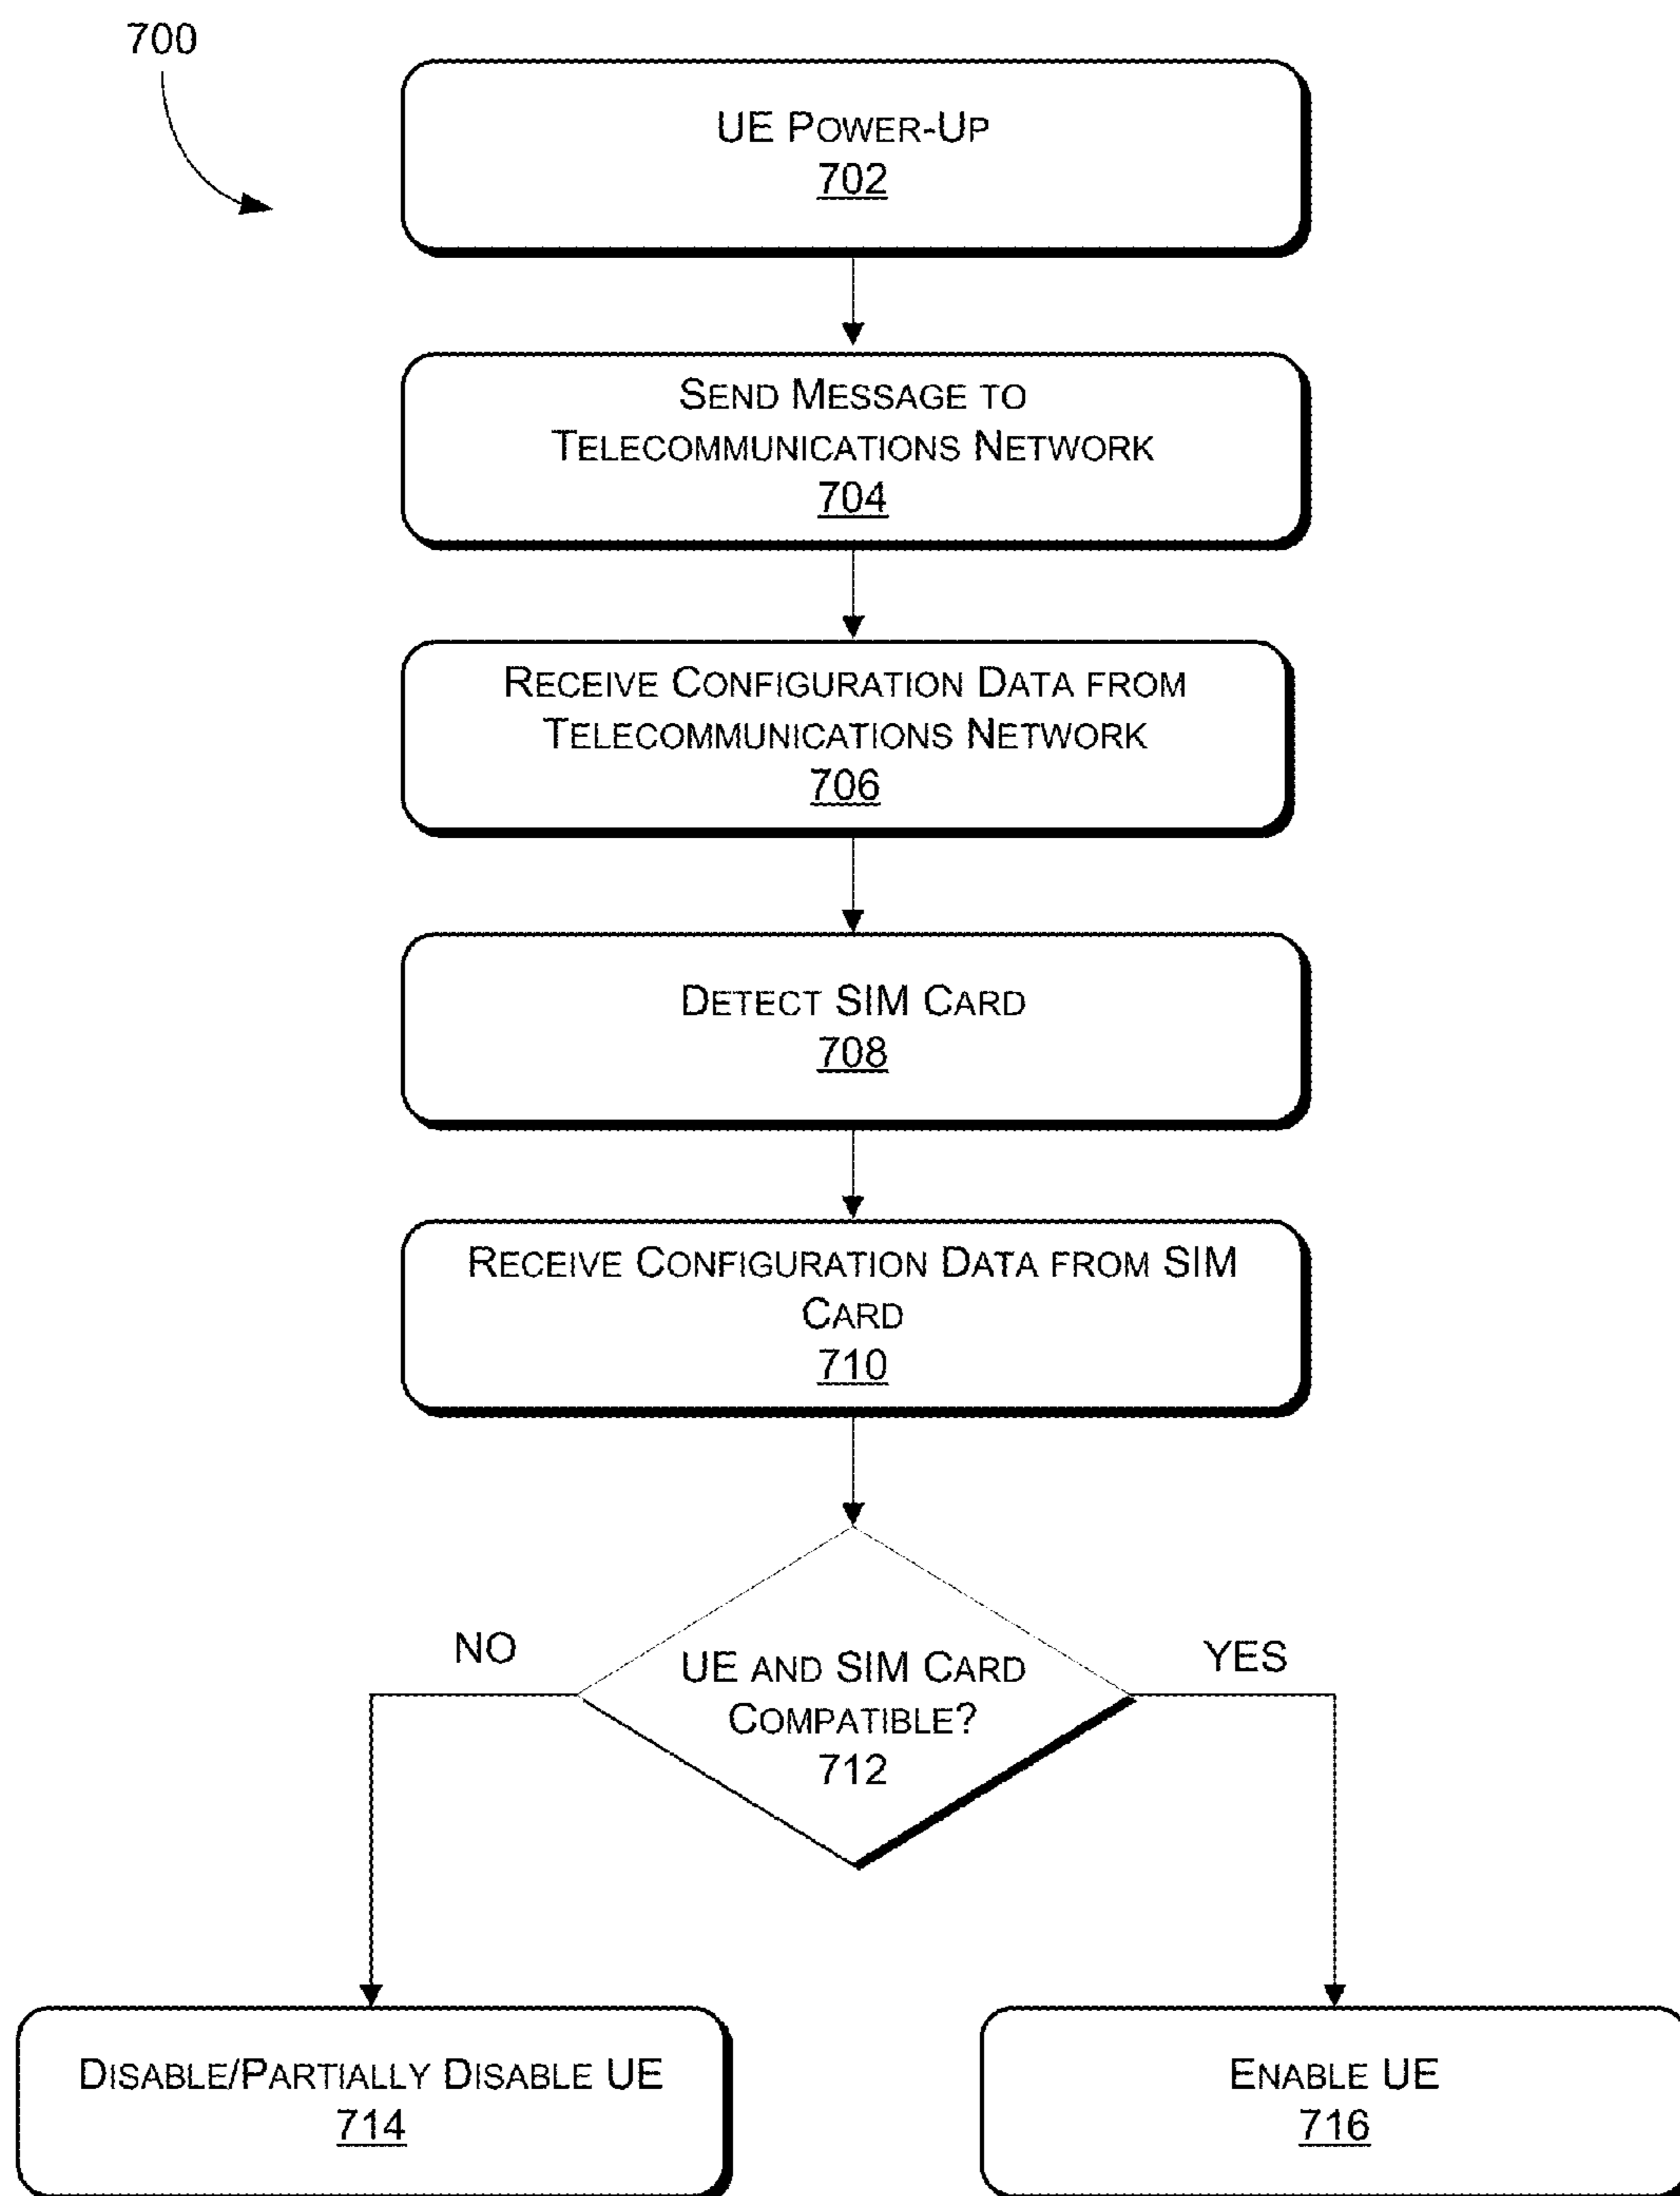 700
UE Power-Up
702
Send Message to
Telecommunications Network
704
Receive Configuration Data from
Telecommunications Network
706
Detect SIM Card
708
Receive Configuration Data from SIM
Card
710
UE and SIM Card
Compatible?
712
NO
YES
Disable/Partially Disable UE
714
Enable UE
716